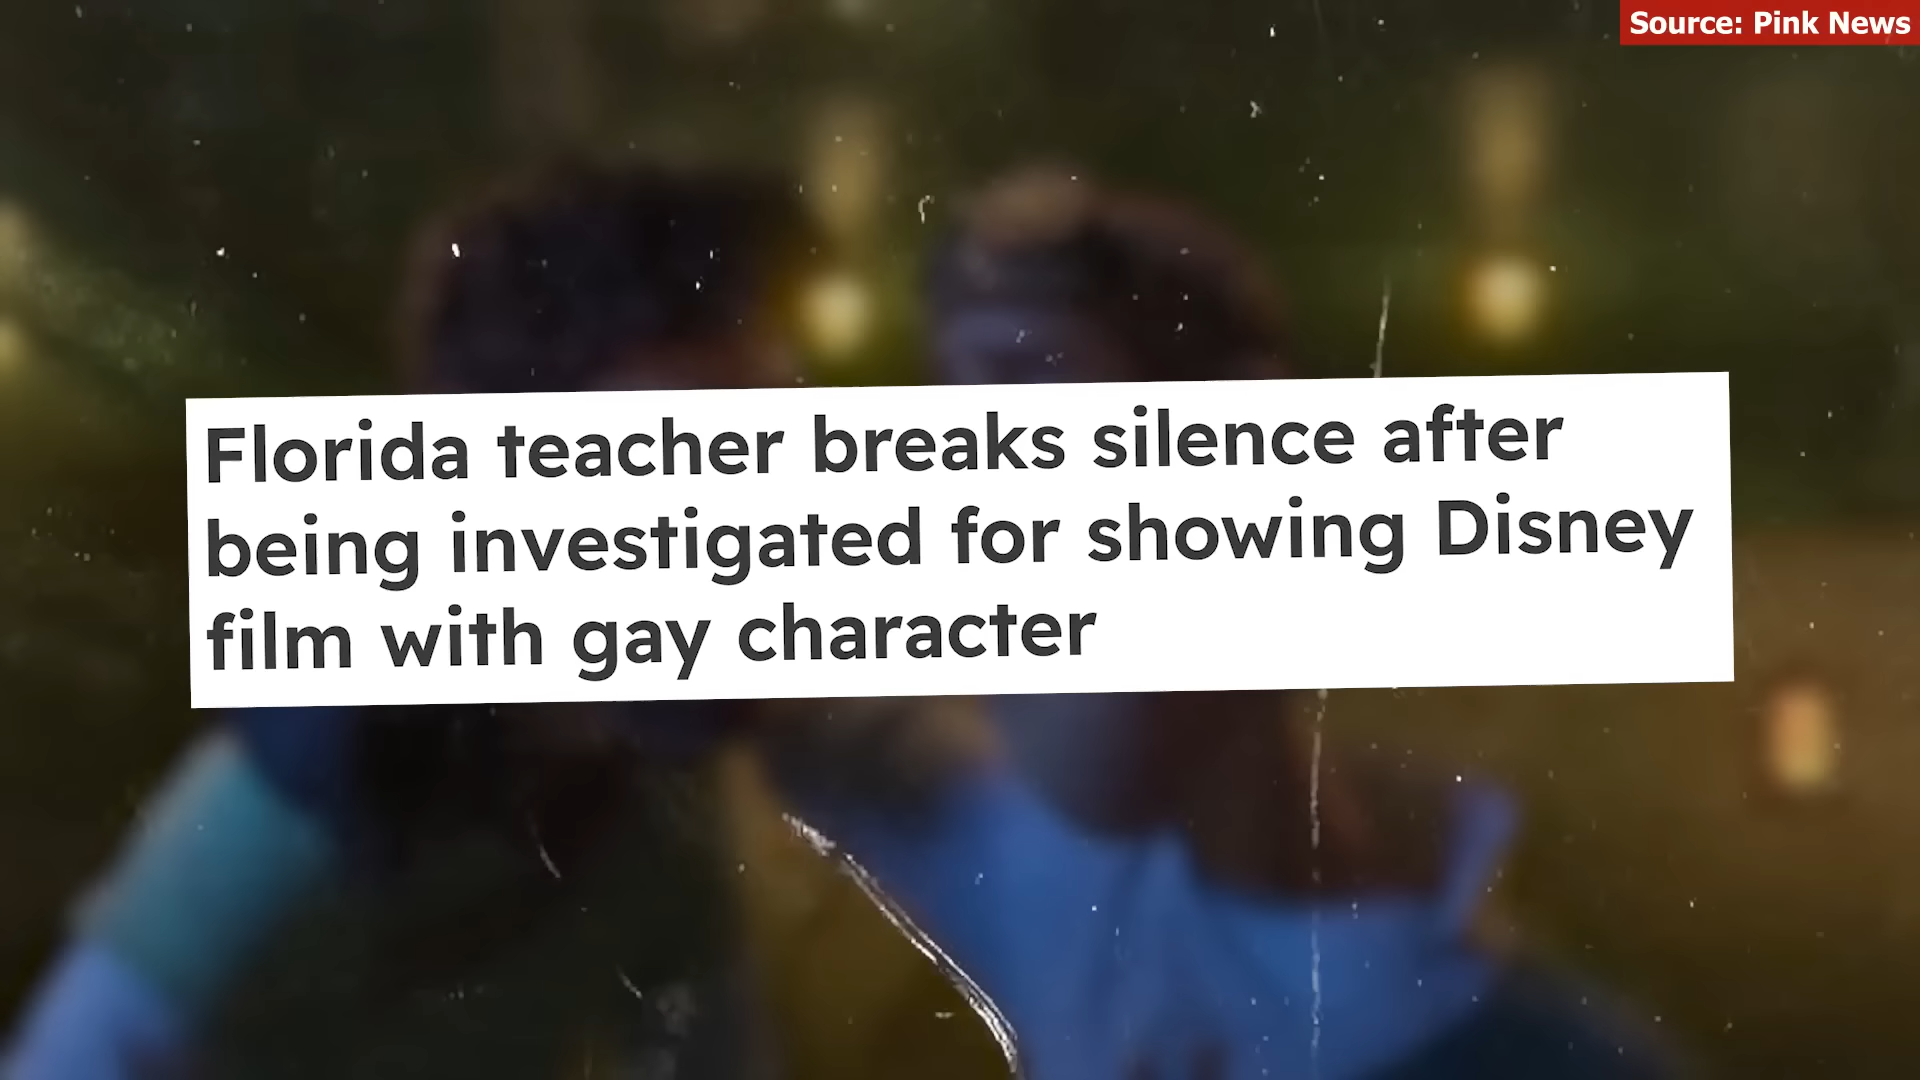 Source: Pink News
Florida teacher breaks silence after
being investigated for showing Disney
film with gay character